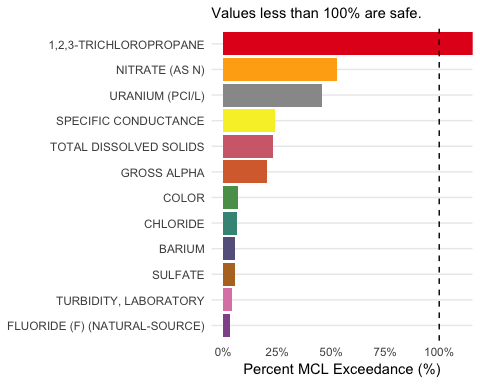 Values less than 100% are safe.
1,2,3-TRICHLOROPROPANE
NITRATE (AS N)
URANIUM (PCI/L)
SPECIFIC CONDUCTANCE
TOTAL DISSOLVED SOLIDS
GROSS ALPHA
COLOR
CHLORIDE
BARIUM
SULFATE
TURBIDITY, LABORATORY
FLUORIDE (F) (NATURAL-SOURCE)
0% 25% 50% 75% 100%
Percent MCL Exceedance (%)